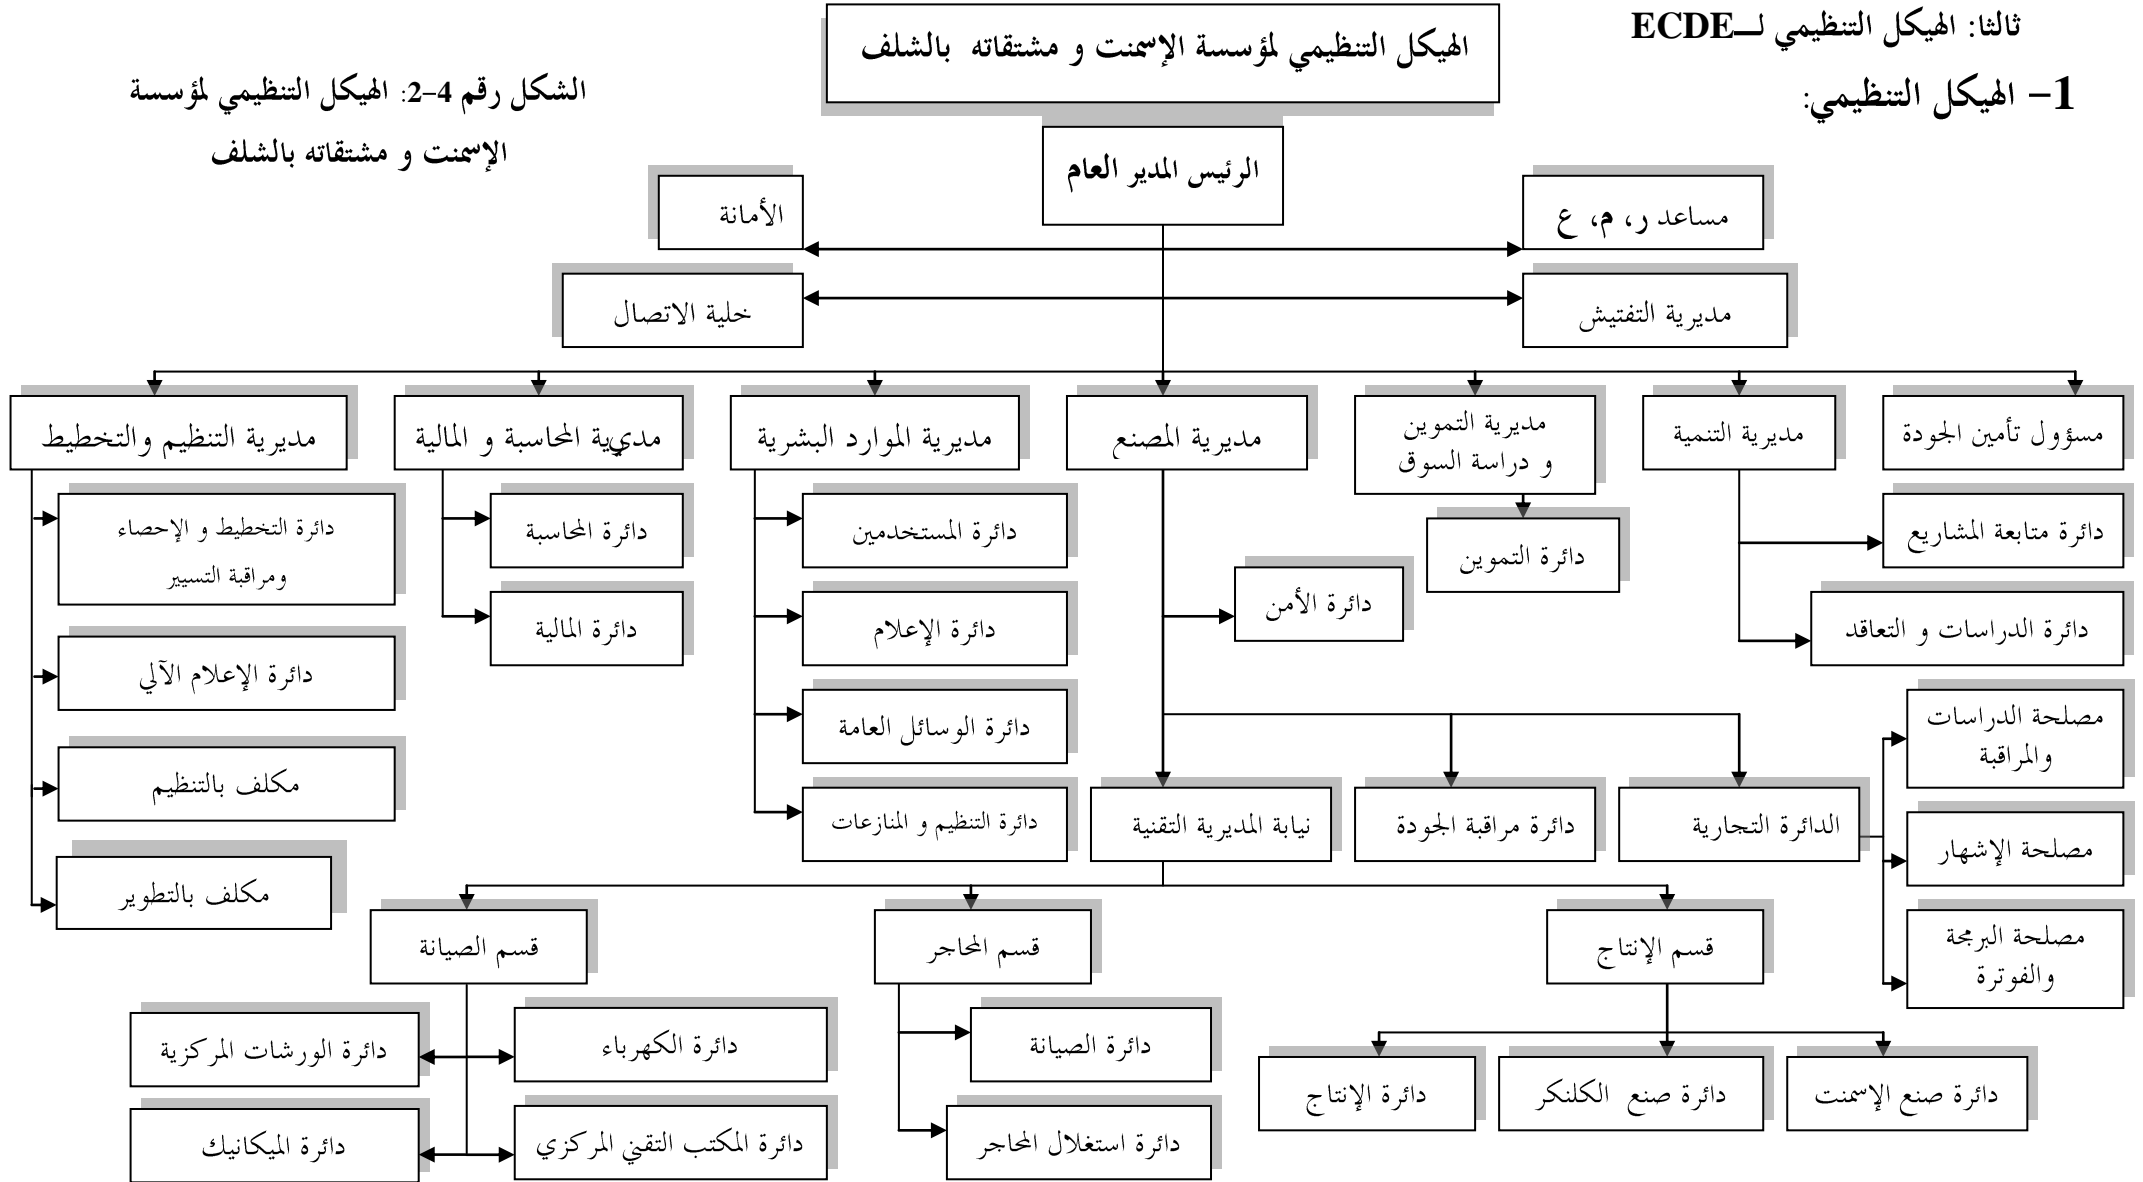 ثالثا: الهيكل التنظيمي لــECDE
1- الهيكل التنظيمي:
الهيكل التنظيمي لمؤسسة الإسمنت و مشتقاته بالشلف
الشكل رقم 4-2: الهيكل التنظيمي لمؤسسة
الإسمنت و مشتقاته بالشلف
الرئيس المدير العام
مساعد ر، م، ع
الأمانة
مديرية التفتيش
خلية الاتصال
مسؤول تأمين الجودة
مديرية التنمية
مديرية التموين
و دراسة السوق
مديرية المصنع
مديرية الموارد البشرية
مديرية المحاسبة و المالية
مديرية التنظيم والتخطيط
دائرة متابعة المشاريع
دائرة الدراسات و التعاقد
دائرة التموين
دائرة الأمن
دائرة المستخدمين
دائرة الإعلام
دائرة الوسائل العامة
دائرة التنظيم و المنازعات
دائرة المحاسبة
دائرة المالية
دائرة التخطيط و الإحصاء
ومراقبة التسيير
دائرة الإعلام الآلي
مكلف بالتنظيم
مكلف بالتطوير
الدائرة التجارية
دائرة مراقبة الجودة
نيابة المديرية التقنية
مصلحة الدراسات
والمراقبة
مصلحة الإشهار
مصلحة البرمجة
والفوترة
قسم الإنتاج
قسم المحاجر
قسم الصيانة
دائرة صنع الإسمنت
دائرة صنع الكلنكر
دائرة الإنتاج
دائرة الصيانة
دائرة استغلال المحاجر
دائرة الكهرباء
دائرة الورشات المركزية
دائرة المكتب التقني المركزي
دائرة الميكانيك